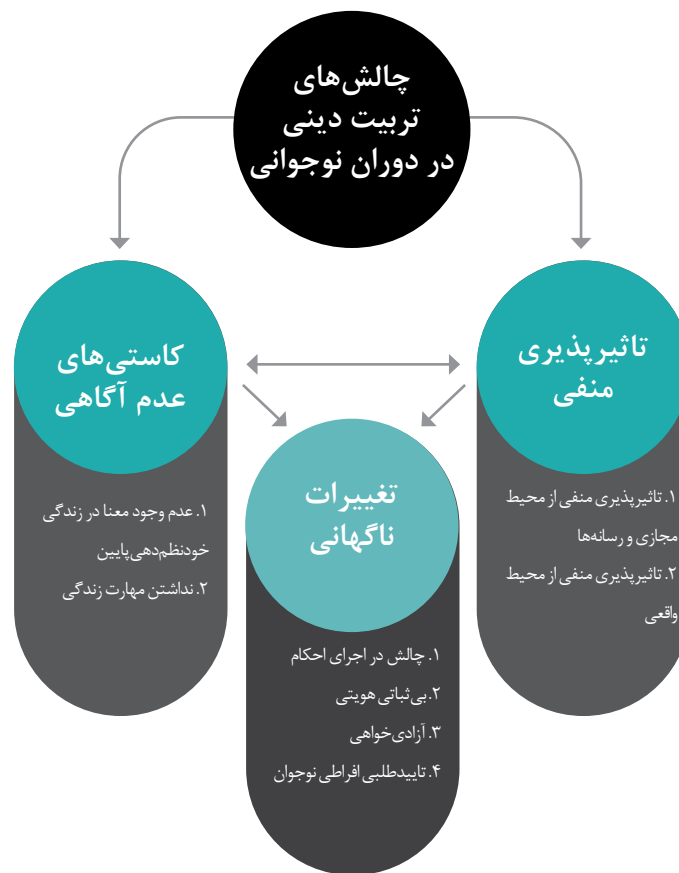 چالش‌های
تربیت دینی
در دوران نوجوانی
تاثیرپذیری
منفی
۱. تاثیرپذیری منفی از محیط
مجازی و رسانه‌ها
۲. تاثیرپذیری منفی از محیط
واقعی
کاستی‌های
عدم آگاهی
۱. عدم وجود معنا در زندگی
خودنظم‌دهی پایین
۲. نداشتن مهارت زندگی
تغییرات
ناگهانی
۱. چالش در اجرای احکام
۲. بی‌ثباتی هویتی
۳. آزادی‌خواهی
۴. تاییدطلبی افراطی نوجوان